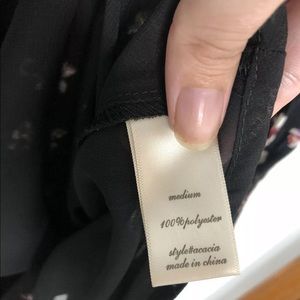 medium
100%polyester
style#acacia
made in china